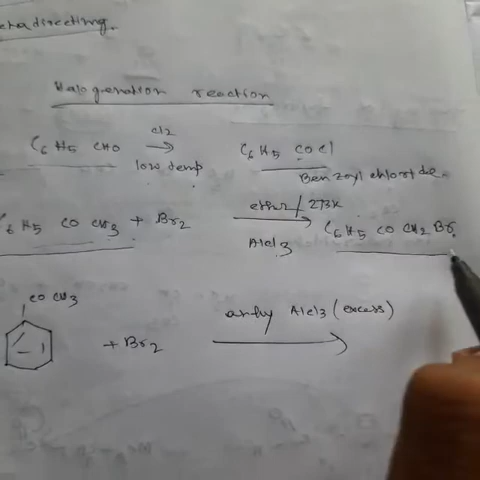 metadirecting.
Halogenation reaction
C6H5 CHO Cl2 → low temp C6H5 COCl
Benzoyl chloride.
C6H5 CO CH3 + Br2 ether / 273K → AlCl3 C6H5 CO CH2 Br.
CO CH3
+ Br2 anhy AlCl3 (excess) →